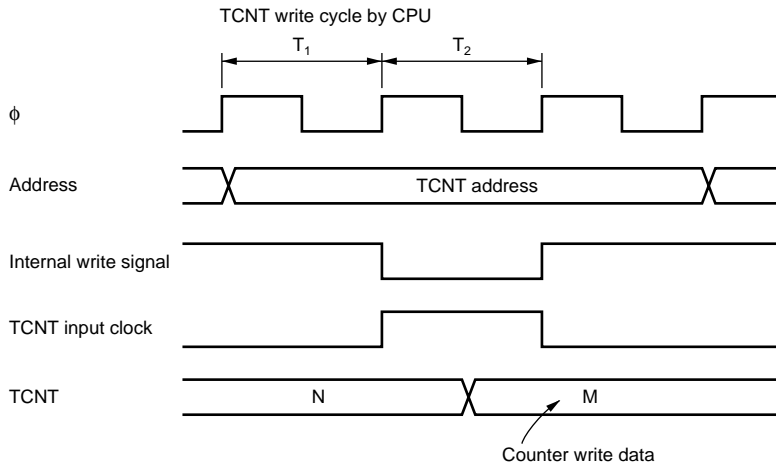 TCNT write cycle by CPU
T1 T2
ϕ
Address TCNT address
Internal write signal
TCNT input clock
TCNT N M
Counter write data